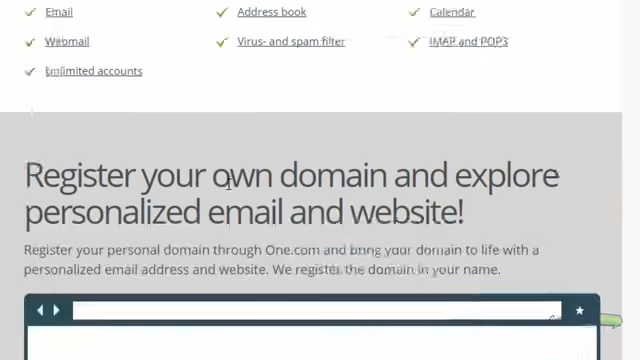 Email Address book Calendar
Webmail Virus- and spam filter IMAP and POP3
Unlimited accounts
Register your own domain and explore
personalized email and website!
Register your personal domain through One.com and bring your domain to life with a
personalized email address and website. We register the domain in your name.